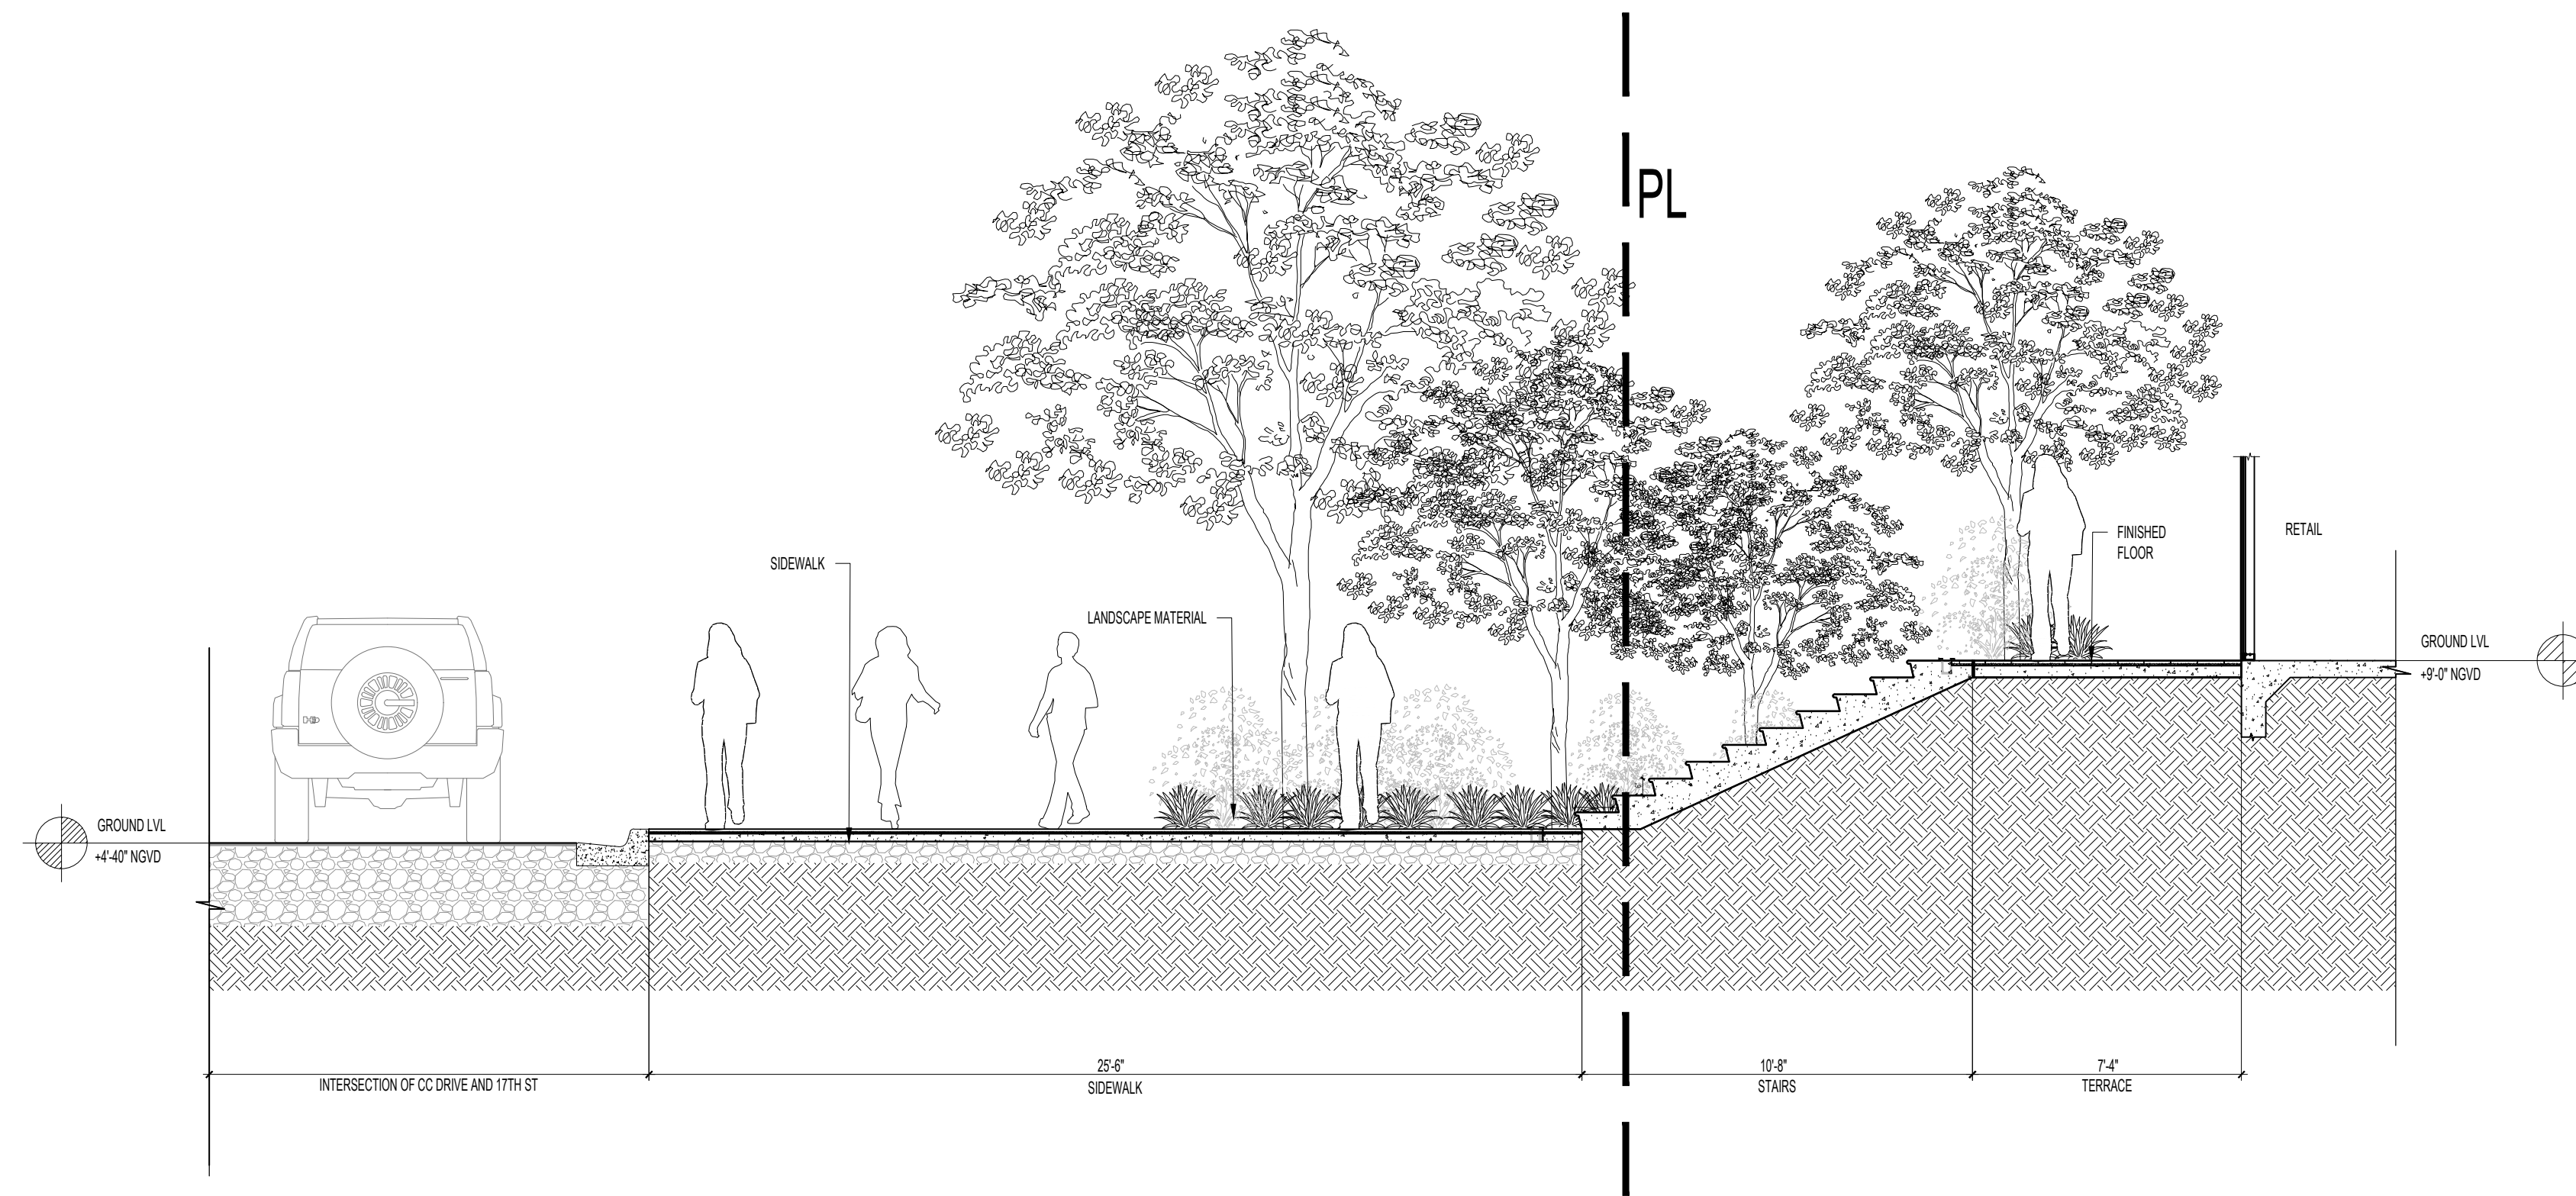 PL
FINISHED
FLOOR
RETAIL
SIDEWALK
LANDSCAPE MATERIAL
GROUND LVL
+9'-0" NGVD
GROUND LVL
+4'-40" NGVD
25'-6"
10'-8"
7'-4"
INTERSECTION OF CC DRIVE AND 17TH ST
SIDEWALK
STAIRS
TERRACE